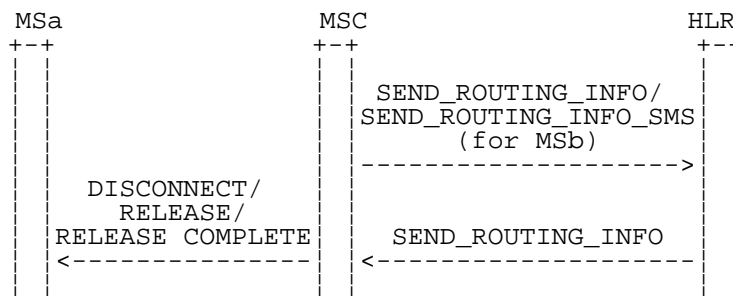 MSa MSC HLR
SEND_ROUTING_INFO/
SEND_ROUTING_INFO_SMS
(for MSb)
DISCONNECT/
RELEASE/
RELEASE COMPLETE SEND_ROUTING_INFO